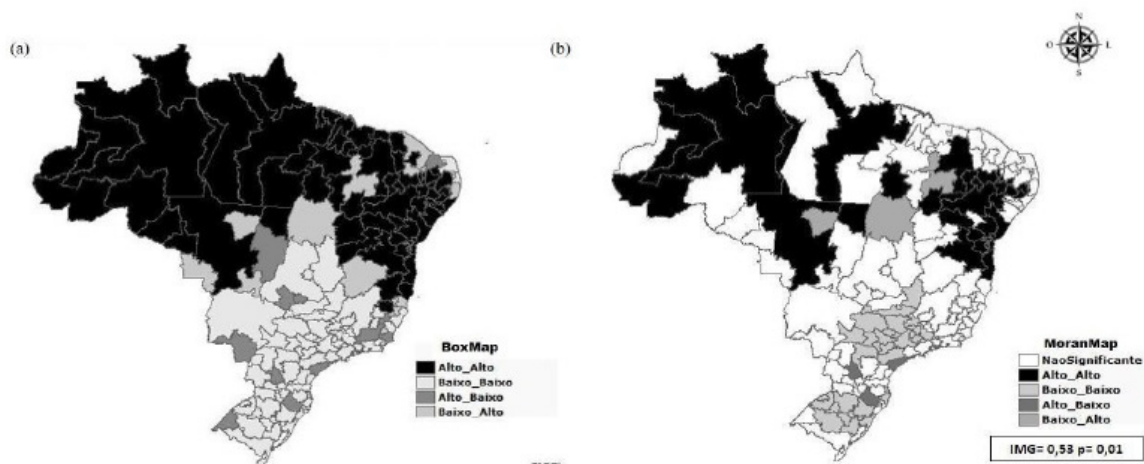 (a)
(b)
N
O
L
S
BoxMap
Alto_Alto
Baixo_Baixo
Alto_Baixo
Baixo_Alto
MoranMap
NaoSignificante
Alto_Alto
Baixo_Baixo
Alto_Baixo
Baixo_Alto
IMG= 0,53 p= 0,01